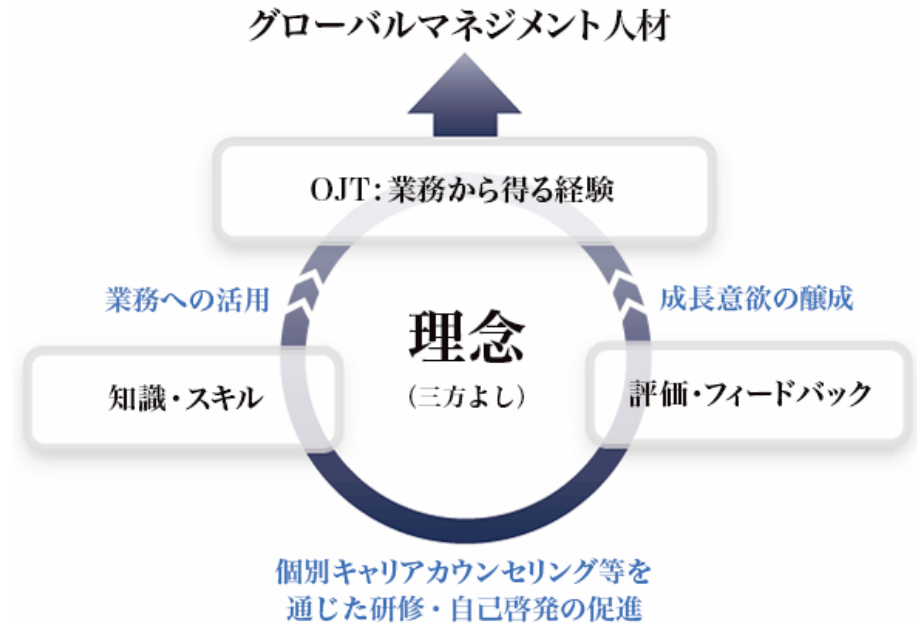 グローバルマネジメント人材
OJT:業務から得る経験
業務への活用
成長意欲の醸成
理念
(三方よし)
知識・スキル
評価・フィードバック
個別キャリアカウンセリング等を
通じた研修・自己啓発の促進